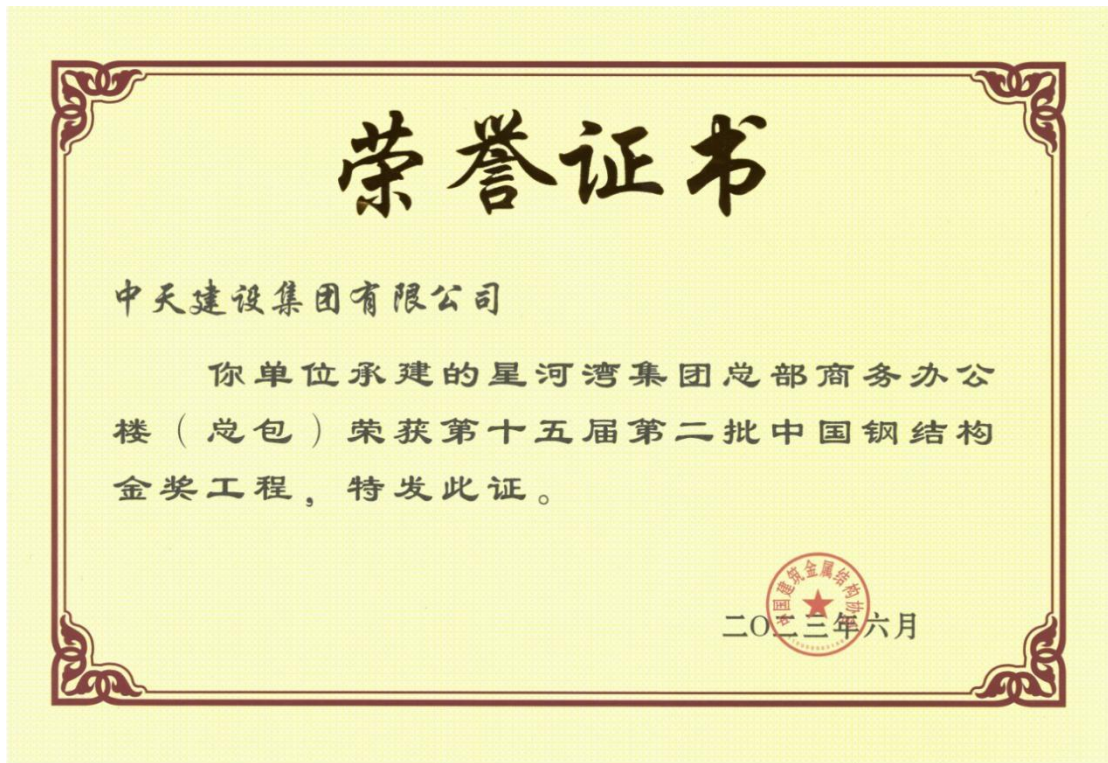 荣誉证书
中天建设集团有限公司
你单位承建的星河湾集团总部商务办公
楼（总包）荣获第十五届第二批中国钢结构
金奖工程，特发此证。
中国建筑金属结构协会
二〇二三年六月